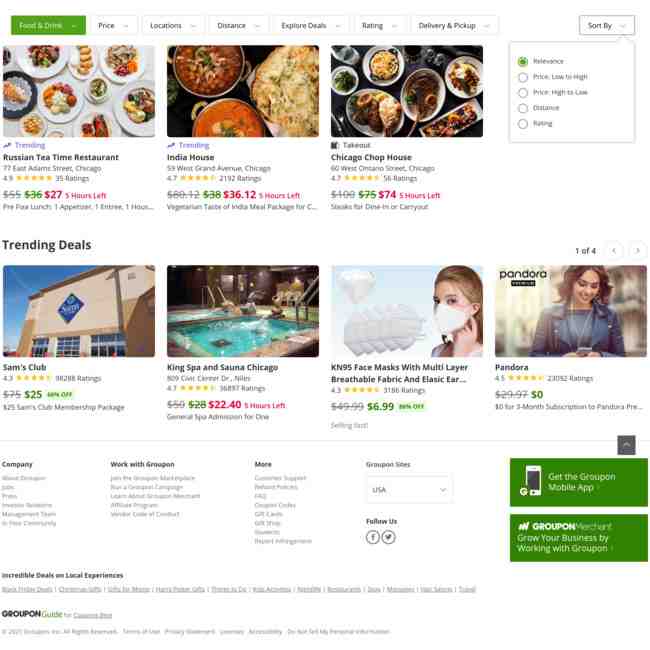 Food & Drink
Price
Locations
Distance
Explore Deals
Rating
Delivery & Pickup
Sort By
Relevance
Price: Low to High
Price: High to Low
Distance
Rating
Trending
Russian Tea Time Restaurant
77 East Adams Street, Chicago
4.9 35 Ratings
$55 $36 $27 5 Hours Left
Pre Fixe Lunch: 1 Appetizer, 1 Entree, 1 Hous...
Trending
India House
59 West Grand Avenue, Chicago
4.7 2192 Ratings
$80.12 $38 $36.12 5 Hours Left
Vegetarian Taste of India Meal Package for C...
Takeout
Chicago Chop House
60 West Ontario Street, Chicago
4.7 56 Ratings
$100 $75 $74 5 Hours Left
Steaks for Dine-In or Carryout
Trending Deals
1 of 4
Sam's
Sam's Club
4.3 98288 Ratings
$75 $25 66% OFF
$25 Sam's Club Membership Package
King Spa and Sauna Chicago
809 Civic Center Dr., Niles
4.7 36897 Ratings
$50 $28 $22.40 5 Hours Left
General Spa Admission for One
KN95 Face Masks With Multi Layer
Breathable Fabric And Elasic Ear...
4.3 3186 Ratings
$49.99 $6.99 86% OFF
Selling fast!
pandora
PREMIUM
Pandora
4.5 23092 Ratings
$29.97 $0
$0 for 3-Month Subscription to Pandora Pre...
Company
About Groupon
Jobs
Press
Investor Relations
Management Team
In Your Community
Work with Groupon
Join the Groupon Marketplace
Run a Groupon Campaign
Learn About Groupon Merchant
Affiliate Program
Vendor Code of Conduct
More
Customer Support
Refund Policies
FAQ
Coupon Codes
Gift Cards
Gift Shop
Students
Report Infringement
Groupon Sites
USA
Follow Us
Get the Groupon
Mobile App
GROUPON Merchant
Grow Your Business by
Working with Groupon
Incredible Deals on Local Experiences
Black Friday Deals | Christmas Gifts | Gifts for Moms | Harry Potter Gifts | Things to Do | Kids Activities | Nightlife | Restaurants | Spas | Massages | Hair Salons | Travel
GROUPON Guide for Coupons Best
© 2021 Groupon, Inc. All Rights Reserved. Terms of Use Privacy Statement Licenses Accessibility Do Not Sell My Personal Information